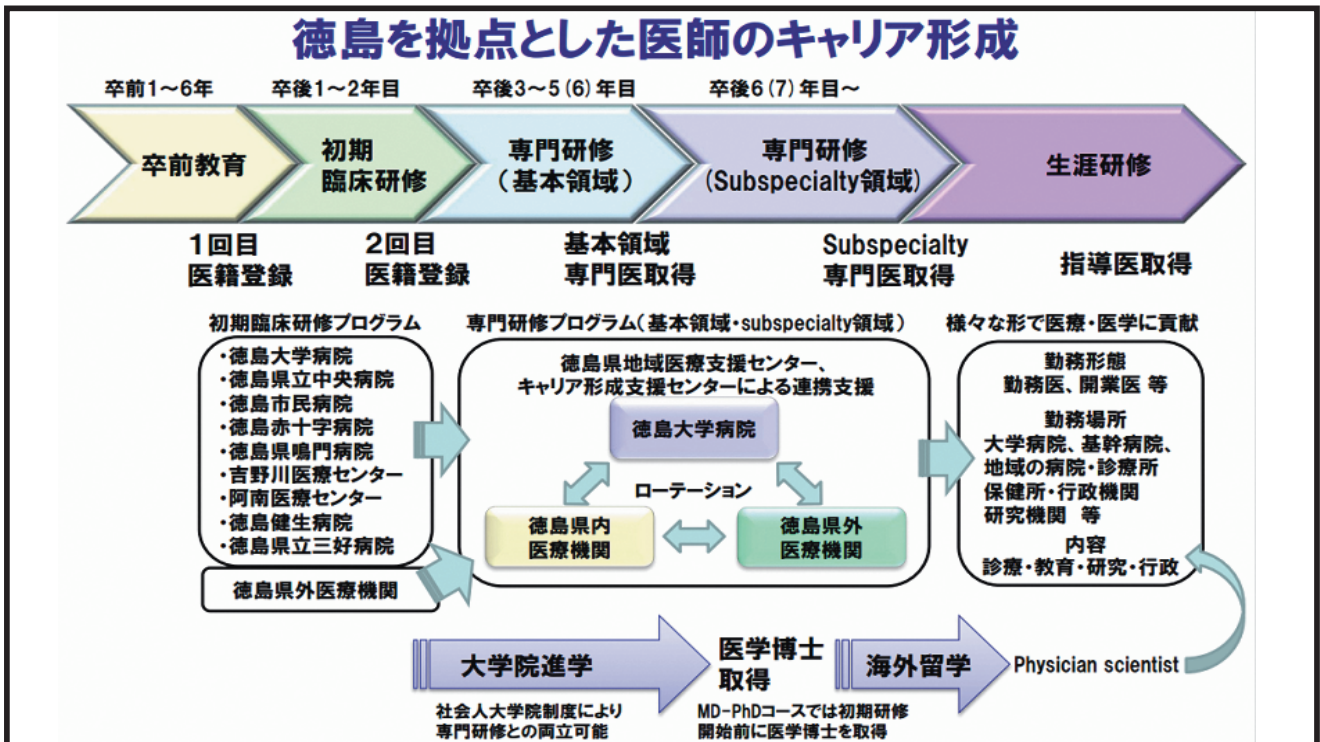 徳島を拠点とした医師のキャリア形成
卒前1～6年
卒後1～2年目
卒後3～5(6)年目
卒後6(7)年目～
卒前教育
初期
臨床研修
専門研修
（基本領域）
専門研修
(Subspecialty領域)
生涯研修
1回目
医籍登録
2回目
医籍登録
基本領域
専門医取得
Subspecialty
専門医取得
指導医取得
初期臨床研修プログラム
・徳島大学病院
・徳島県立中央病院
・徳島市民病院
・徳島赤十字病院
・徳島県鳴門病院
・吉野川医療センター
・阿南医療センター
・徳島健生病院
・徳島県立三好病院
徳島県外医療機関
専門研修プログラム（基本領域・subspecialty領域）
徳島県地域医療支援センター、
キャリア形成支援センターによる連携支援
徳島大学病院
ローテーション
徳島県内
医療機関
徳島県外
医療機関
様々な形で医療・医学に貢献
勤務形態
勤務医、開業医 等
勤務場所
大学病院、基幹病院、
地域の病院・診療所
保健所・行政機関
研究機関 等
内容
診療・教育・研究・行政
大学院進学
社会人大学院制度により
専門研修との両立可能
医学博士
取得
MD-PhDコースでは初期研修
開始前に医学博士を取得
海外留学
Physician scientist